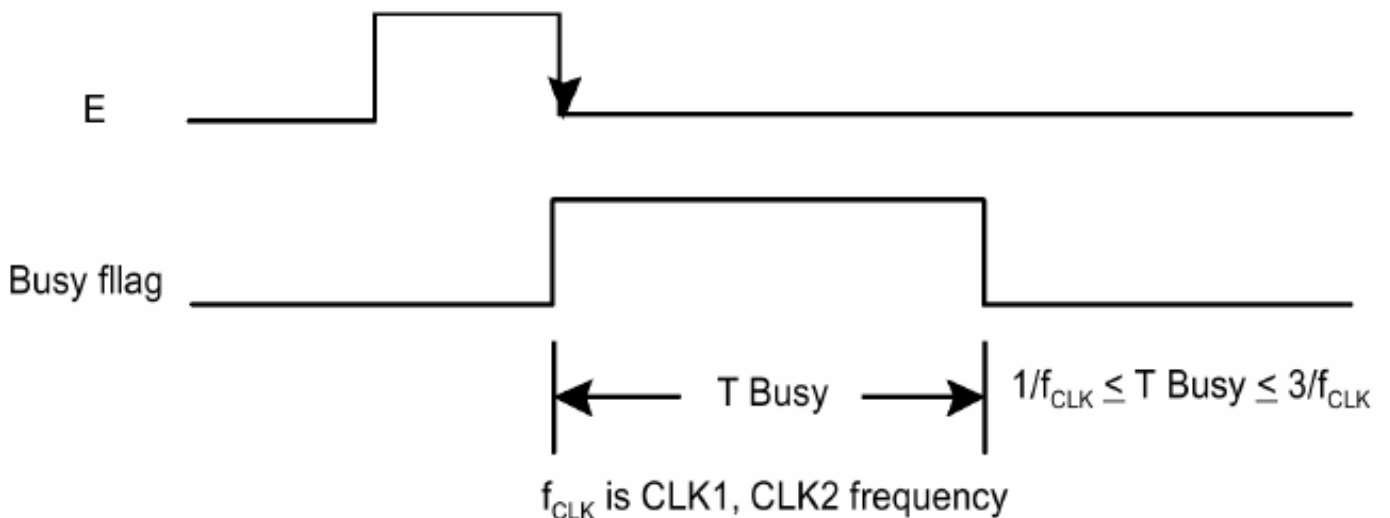 E
Busy fllag
T Busy
1/fCLK ≤ T Busy ≤ 3/fCLK
fCLK is CLK1, CLK2 frequency